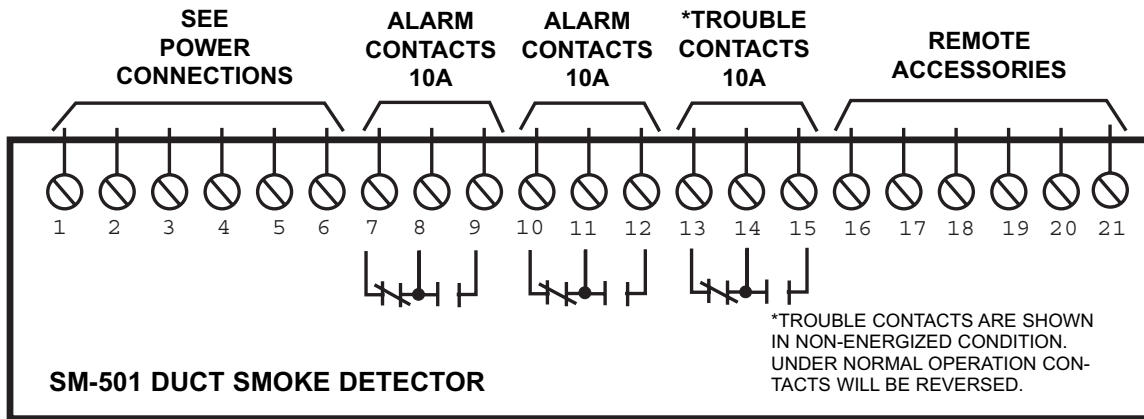 SEE
POWER
CONNECTIONS
ALARM
CONTACTS
10A
ALARM
CONTACTS
10A
*TROUBLE
CONTACTS
10A
REMOTE
ACCESSORIES
1 2 3 4 5 6 7 8 9 10 11 12 13 14 15 16 17 18 19 20 21
*TROUBLE CONTACTS ARE SHOWN
IN NON-ENERGIZED CONDITION.
UNDER NORMAL OPERATION CON-
TACTS WILL BE REVERSED.
SM-501 DUCT SMOKE DETECTOR